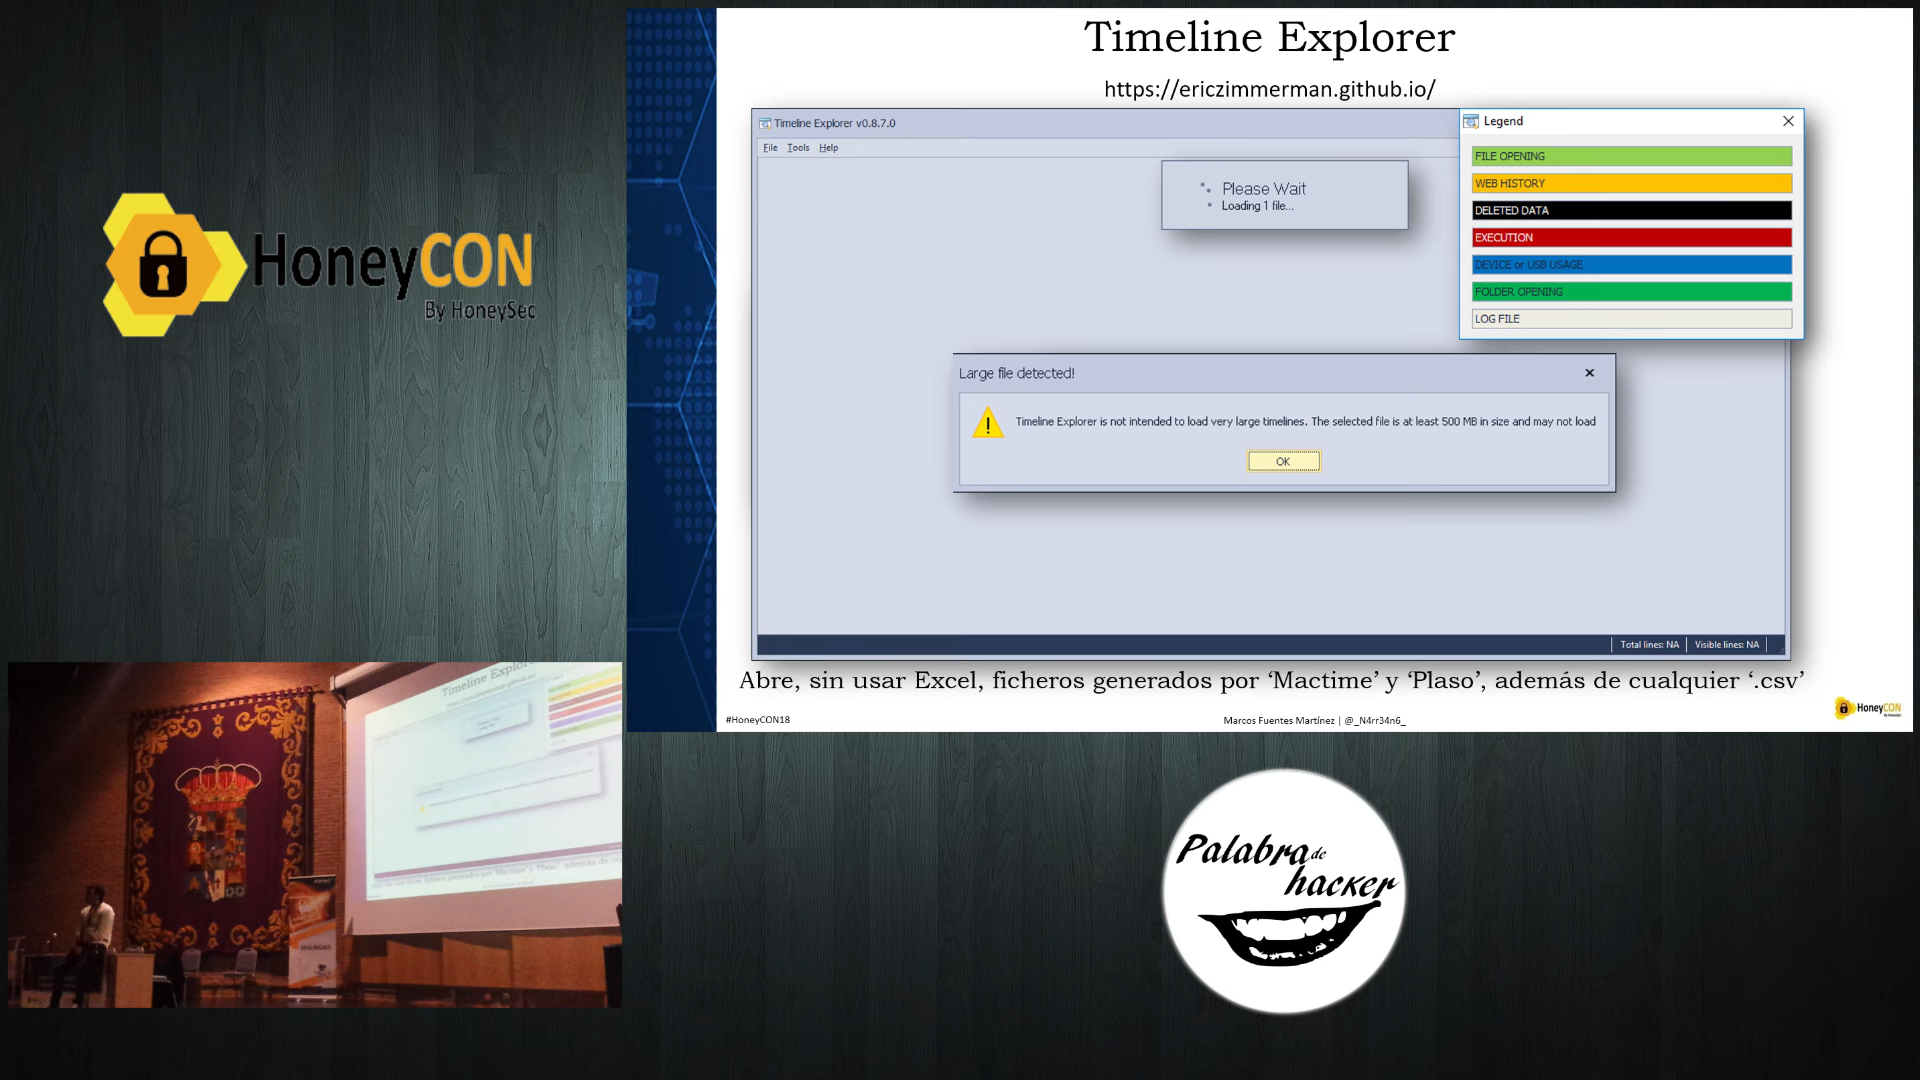 Timeline Explorer
https://ericzimmerman.github.io/
Timeline Explorer v0.8.7.0
File Tools Help
Please Wait
Loading 1 file...
Legend
FILE OPENING
WEB HISTORY
DELETED DATA
EXECUTION
DEVICE or USB USAGE
FOLDER OPENING
LOG FILE
Large file detected!
Timeline Explorer is not intended to load very large timelines. The selected file is at least 500 MB in size and may not load
OK
Total lines: NA
Visible lines: NA
Abre, sin usar Excel, ficheros generados por ‘Mactime’ y ‘Plaso’, además de cualquier ‘.csv’
#HoneyCON18
Marcos Fuentes Martínez | @_N4rr34n6_
HoneyCON
HoneyCON
By HoneySec
Timeline Explorer
Palabra de
hacker